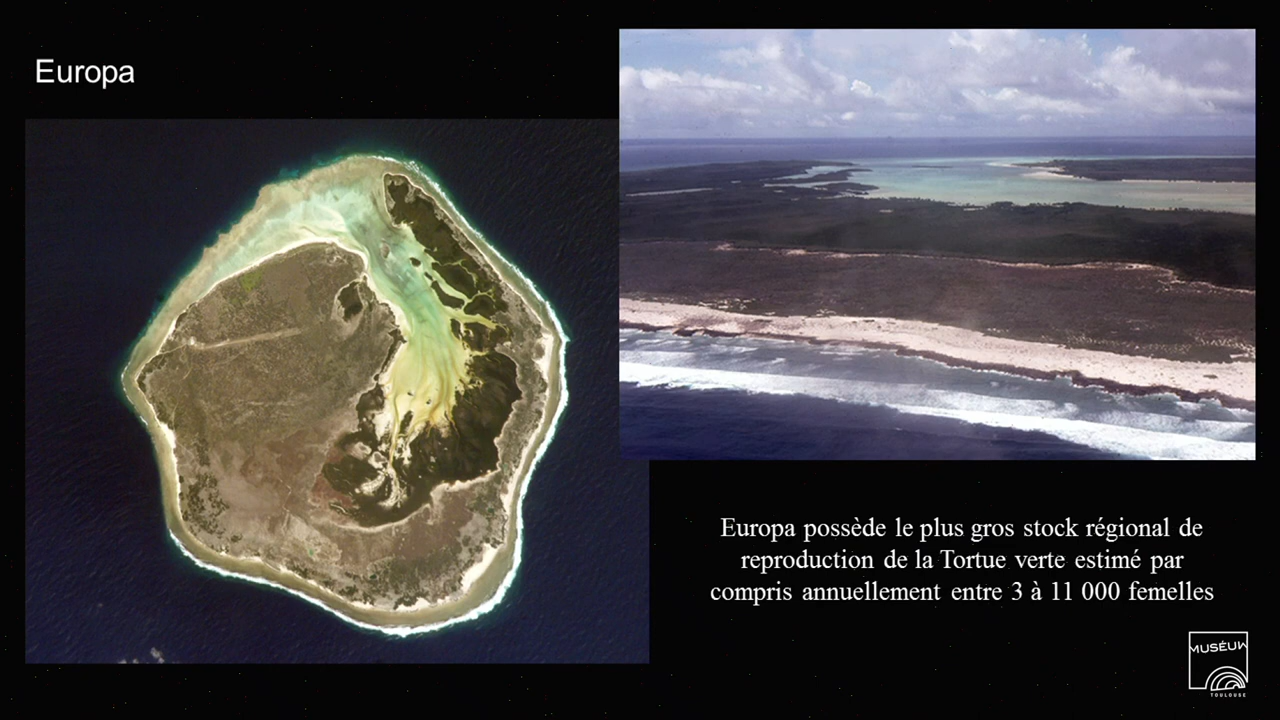 Europa
Europa possède le plus gros stock régional de
reproduction de la Tortue verte estimé par
compris annuellement entre 3 à 11 000 femelles
MUSÉUM
TOULOUSE